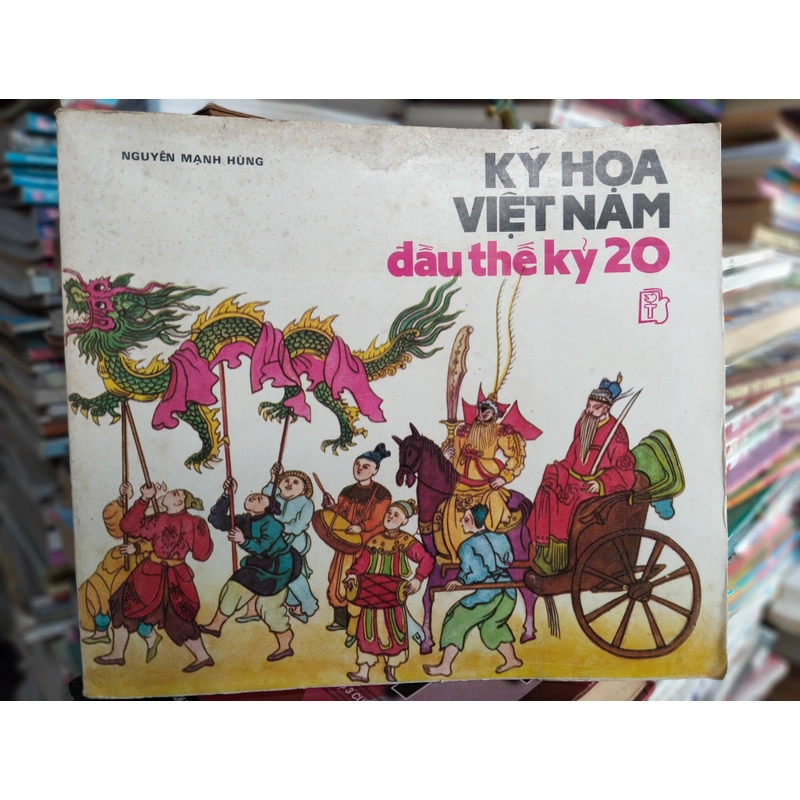 NGUYỄN MẠNH HÙNG
KÝ HỌA
VIỆT NAM
đầu thế kỷ 20